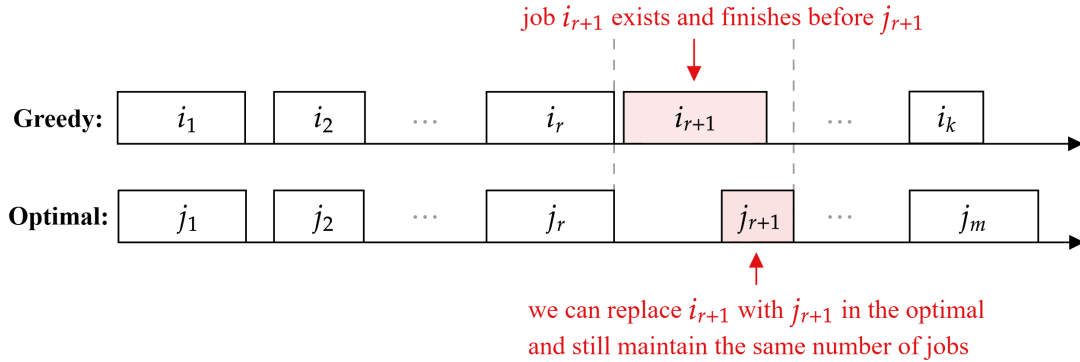 job i_{r+1} exists and finishes before j_{r+1}
Greedy: i_1 i_2 ... i_r i_{r+1} ... i_k
Optimal: j_1 j_2 ... j_r j_{r+1} ... j_m
we can replace i_{r+1} with j_{r+1} in the optimal
and still maintain the same number of jobs